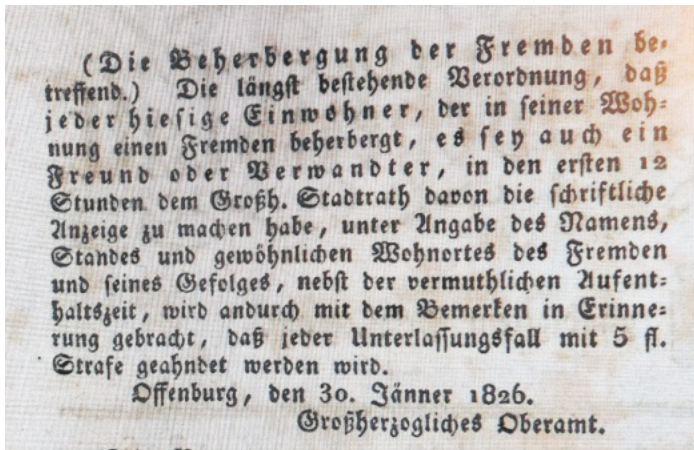 (Die Beherbergung der Fremden be-
treffend.) Die längst bestehende Verordnung, daß
jeder hiesige Einwohner, der in seiner Woh-
nung einen Fremden beherbergt, es sey auch ein
Freund oder Verwandter, in den ersten 12
Stunden dem Großh. Stadtrath davon die schriftliche
Anzeige zu machen habe, unter Angabe des Namens,
Standes und gewöhnlichen Wohnortes des Fremden
und seines Gefolges, nebst der vermuthlichen Aufent-
haltszeit, wird andurch mit dem Bemerken in Erinne-
rung gebracht, daß jeder Unterlassungsfall mit 5 fl.
Strafe geahndet werden wird.
Offenburg, den 30. Jänner 1826.
Großherzogliches Oberamt.